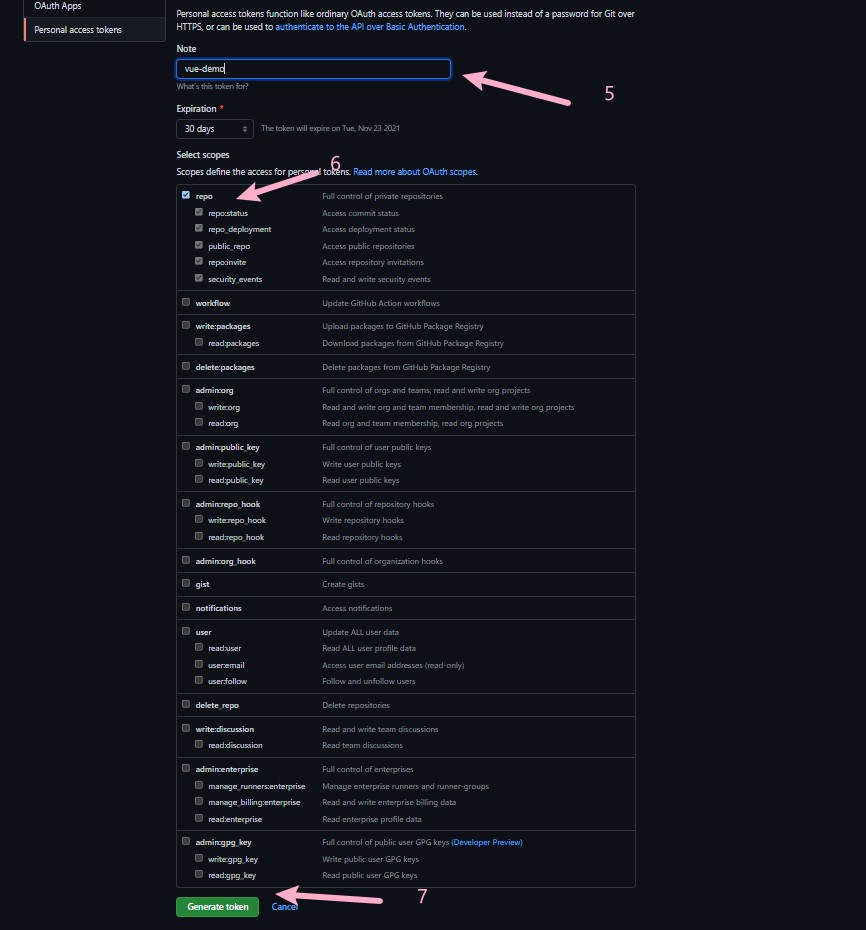 OAuth Apps
Personal access tokens
Personal access tokens function like ordinary OAuth access tokens. They can be used instead of a password for Git over
HTTPS, or can be used to authenticate to the API over Basic Authentication.
Note
vue-demo
What's this token for?
5
Expiration *
30 days The token will expire on Tue, Nov 23 2021
Select scopes
6
Scopes define the access for personal tokens. Read more about OAuth scopes.
repo Full control of private repositories
repo:status Access commit status
repo_deployment Access deployment status
public_repo Access public repositories
repo:invite Access repository invitations
security_events Read and write security events
workflow Update GitHub Action workflows
write:packages Upload packages to GitHub Package Registry
read:packages Download packages from GitHub Package Registry
delete:packages Delete packages from GitHub Package Registry
admin:org Full control of orgs and teams, read and write org projects
write:org Read and write org and team membership, read and write org projects
read:org Read org and team membership, read org projects
admin:public_key Full control of user public keys
write:public_key Write user public keys
read:public_key Read user public keys
admin:repo_hook Full control of repository hooks
write:repo_hook Write repository hooks
read:repo_hook Read repository hooks
admin:org_hook Full control of organization hooks
gist Create gists
notifications Access notifications
user Update ALL user data
read:user Read ALL user profile data
user:email Access user email addresses (read-only)
user:follow Follow and unfollow users
delete_repo Delete repositories
write:discussion Read and write team discussions
read:discussion Read team discussions
admin:enterprise Full control of enterprises
manage_runners:enterprise Manage enterprise runners and runner-groups
manage_billing:enterprise Read and write enterprise billing data
read:enterprise Read enterprise profile data
admin:gpg_key Full control of public user GPG keys (Developer Preview)
write:gpg_key Write public user GPG keys
read:gpg_key Read public user GPG keys
7
Generate token Cancel